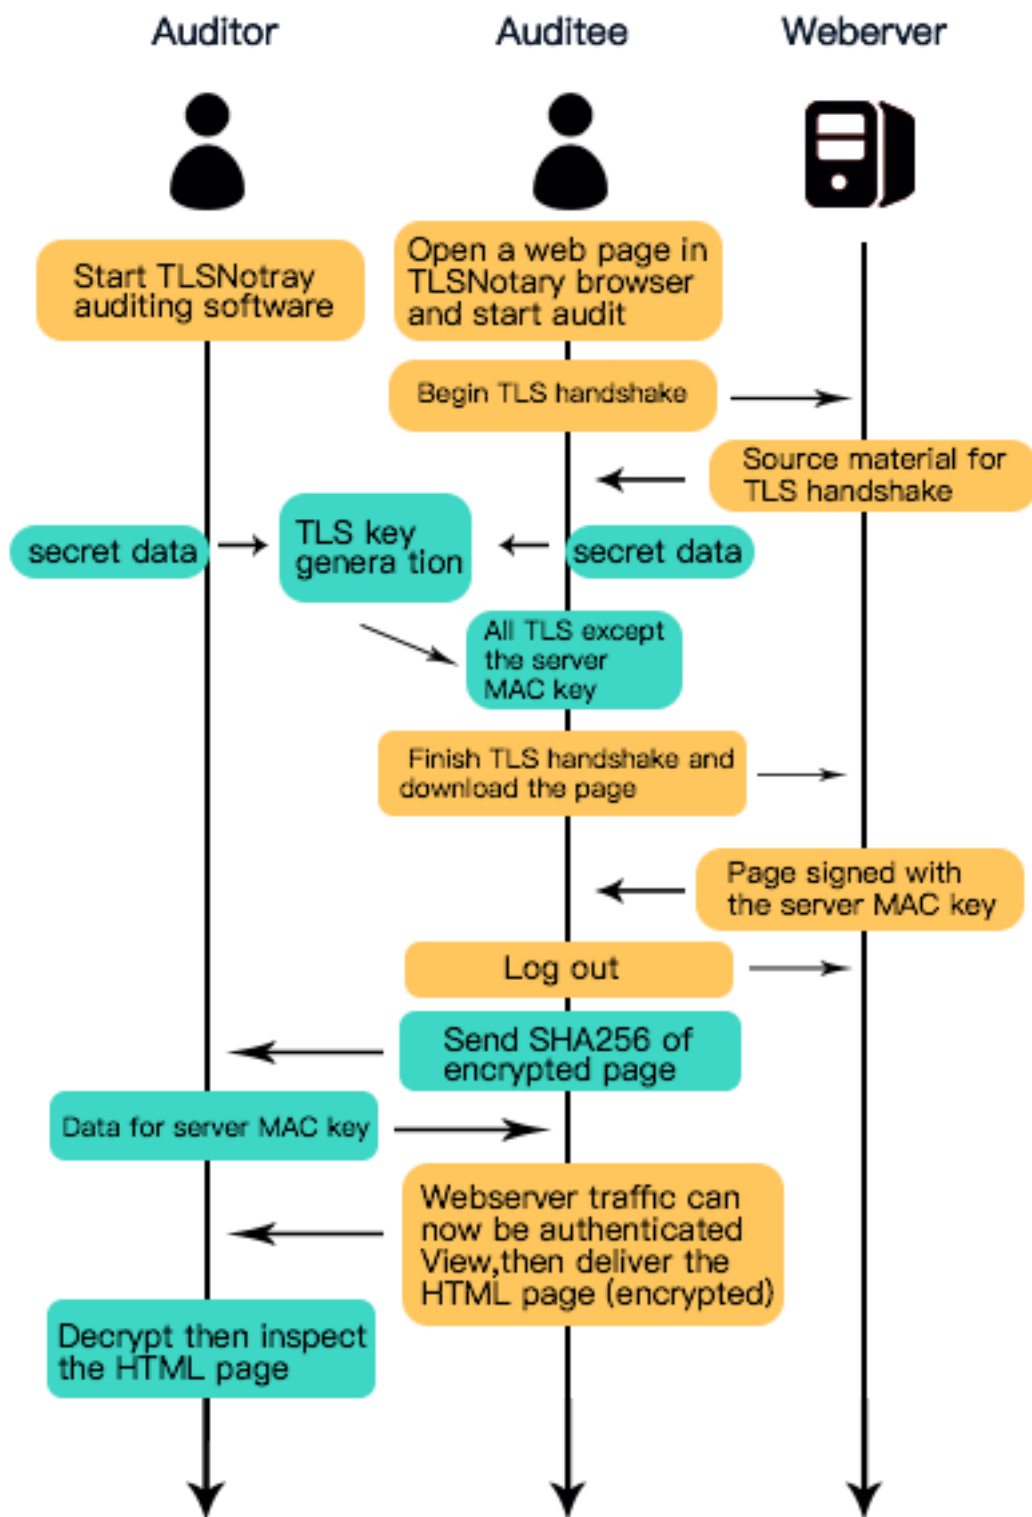 Auditor
Auditee
Weberver
Start TLSNotray
auditing software
Open a web page in
TLSNotary browser
and start audit
Begin TLS handshake
Source material for
TLS handshake
secret data
TLS key
genera tion
secret data
All TLS except
the server
MAC key
Finish TLS handshake and
download the page
Page signed with
the server MAC key
Log out
Send SHA256 of
encrypted page
Data for server MAC key
Webserver traffic can
now be authenticated
View,then deliver the
HTML page (encrypted)
Decrypt then inspect
the HTML page